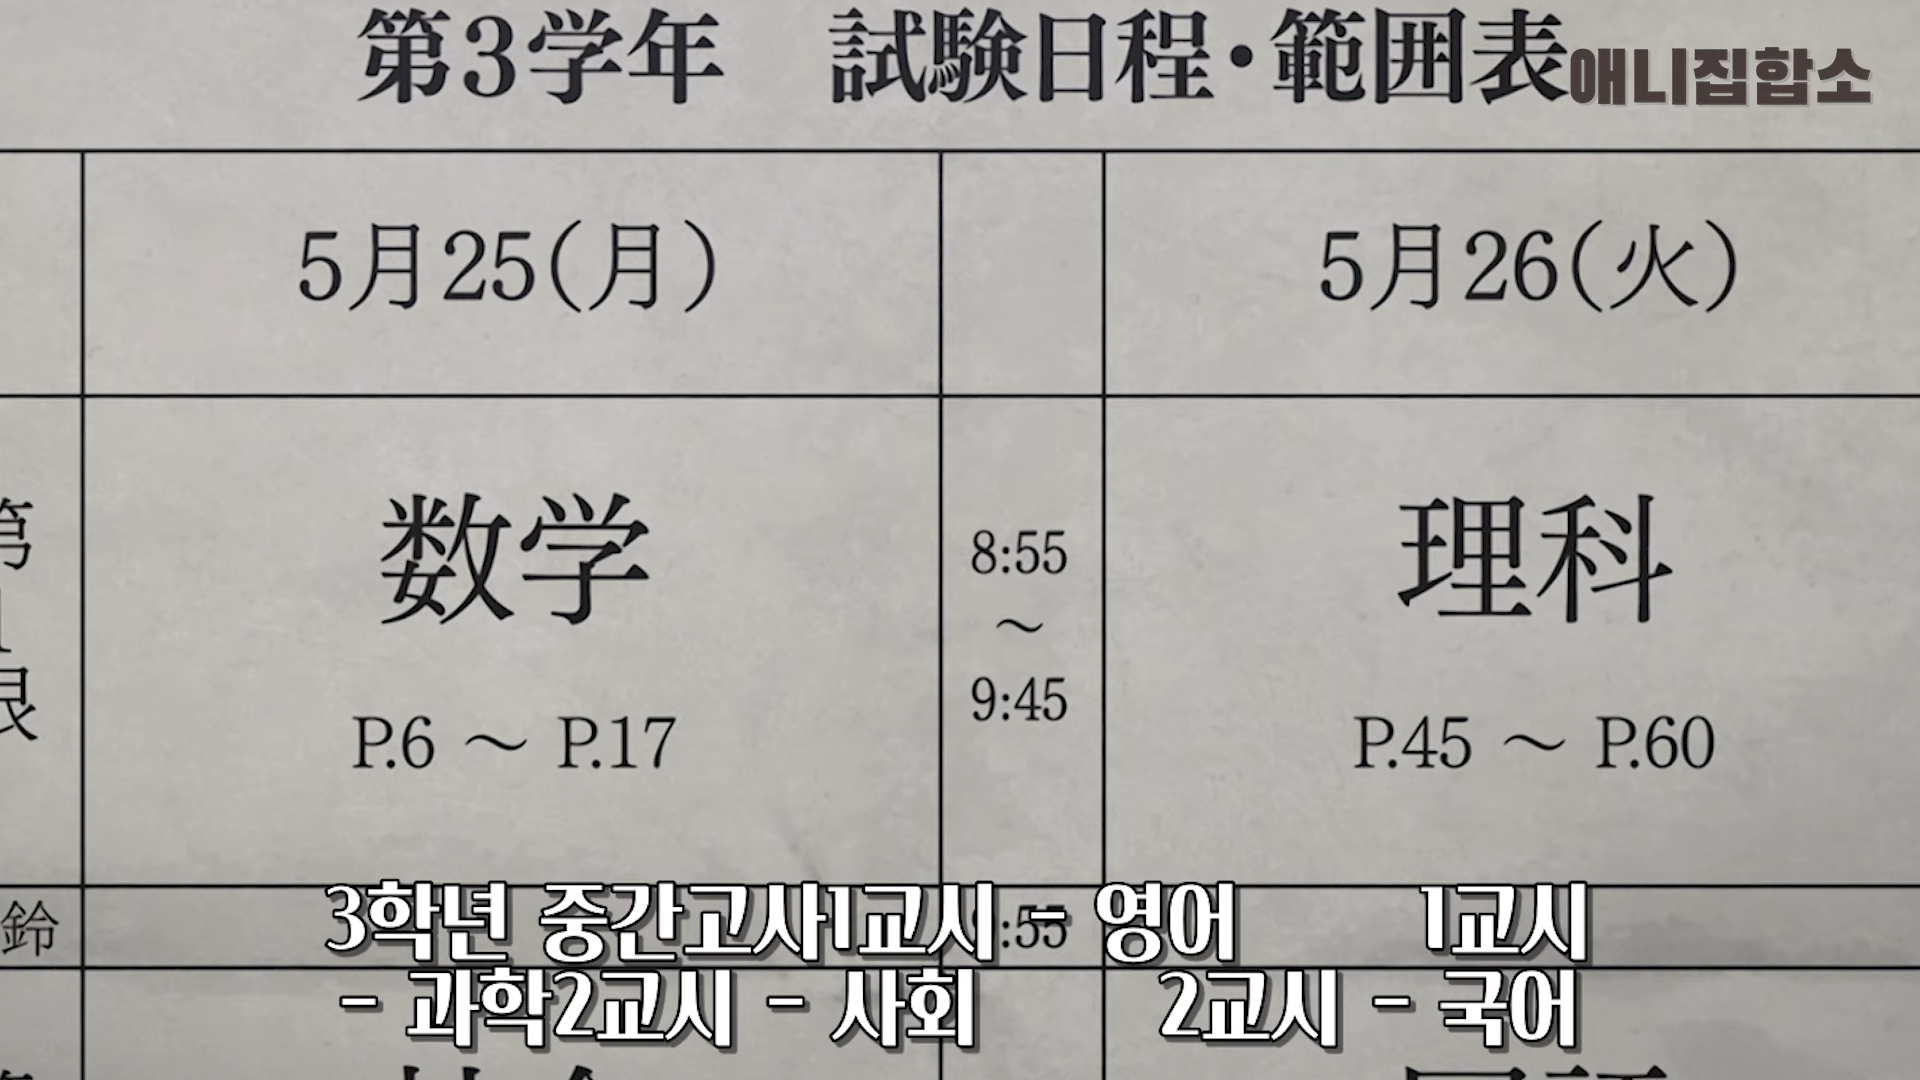 第3学年　試験日程・範囲表
애니집합소
5月25(月)
5月26(火)
数学
8:55
～
9:45
理科
P.6 ～ P.17
P.45 ～ P.60
鈴
:55
3학년 중간고사1교시 - 영어 1교시
- 과학2교시 - 사회 2교시 - 국어